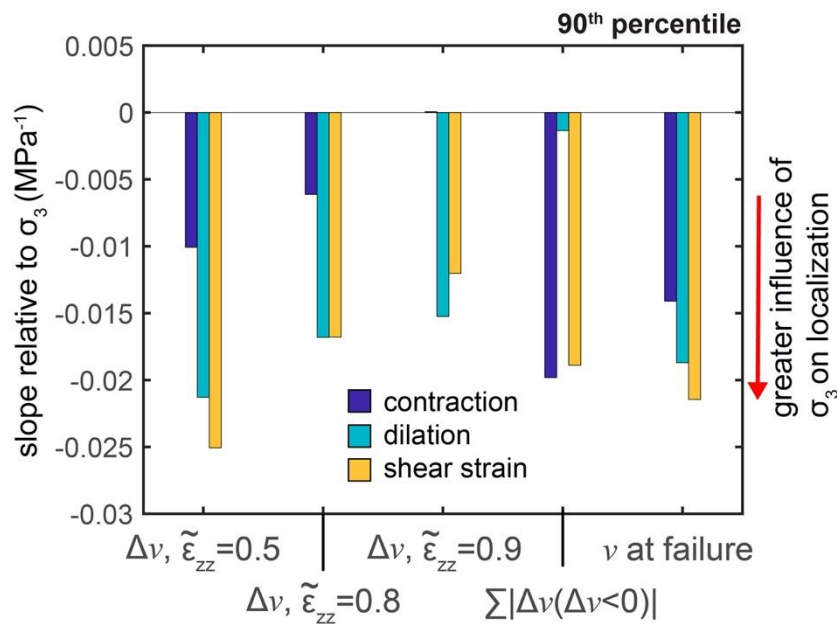 90th percentile
slope relative to σ3 (MPa-1)
0.005
0
-0.005
-0.01
-0.015
-0.02
-0.025
-0.03
contraction
dilation
shear strain
greater influence of
σ3 on localization
Δv, ε̃zz=0.5
Δv, ε̃zz=0.8
Δv, ε̃zz=0.9
∑|Δv(Δv<0)|
v at failure